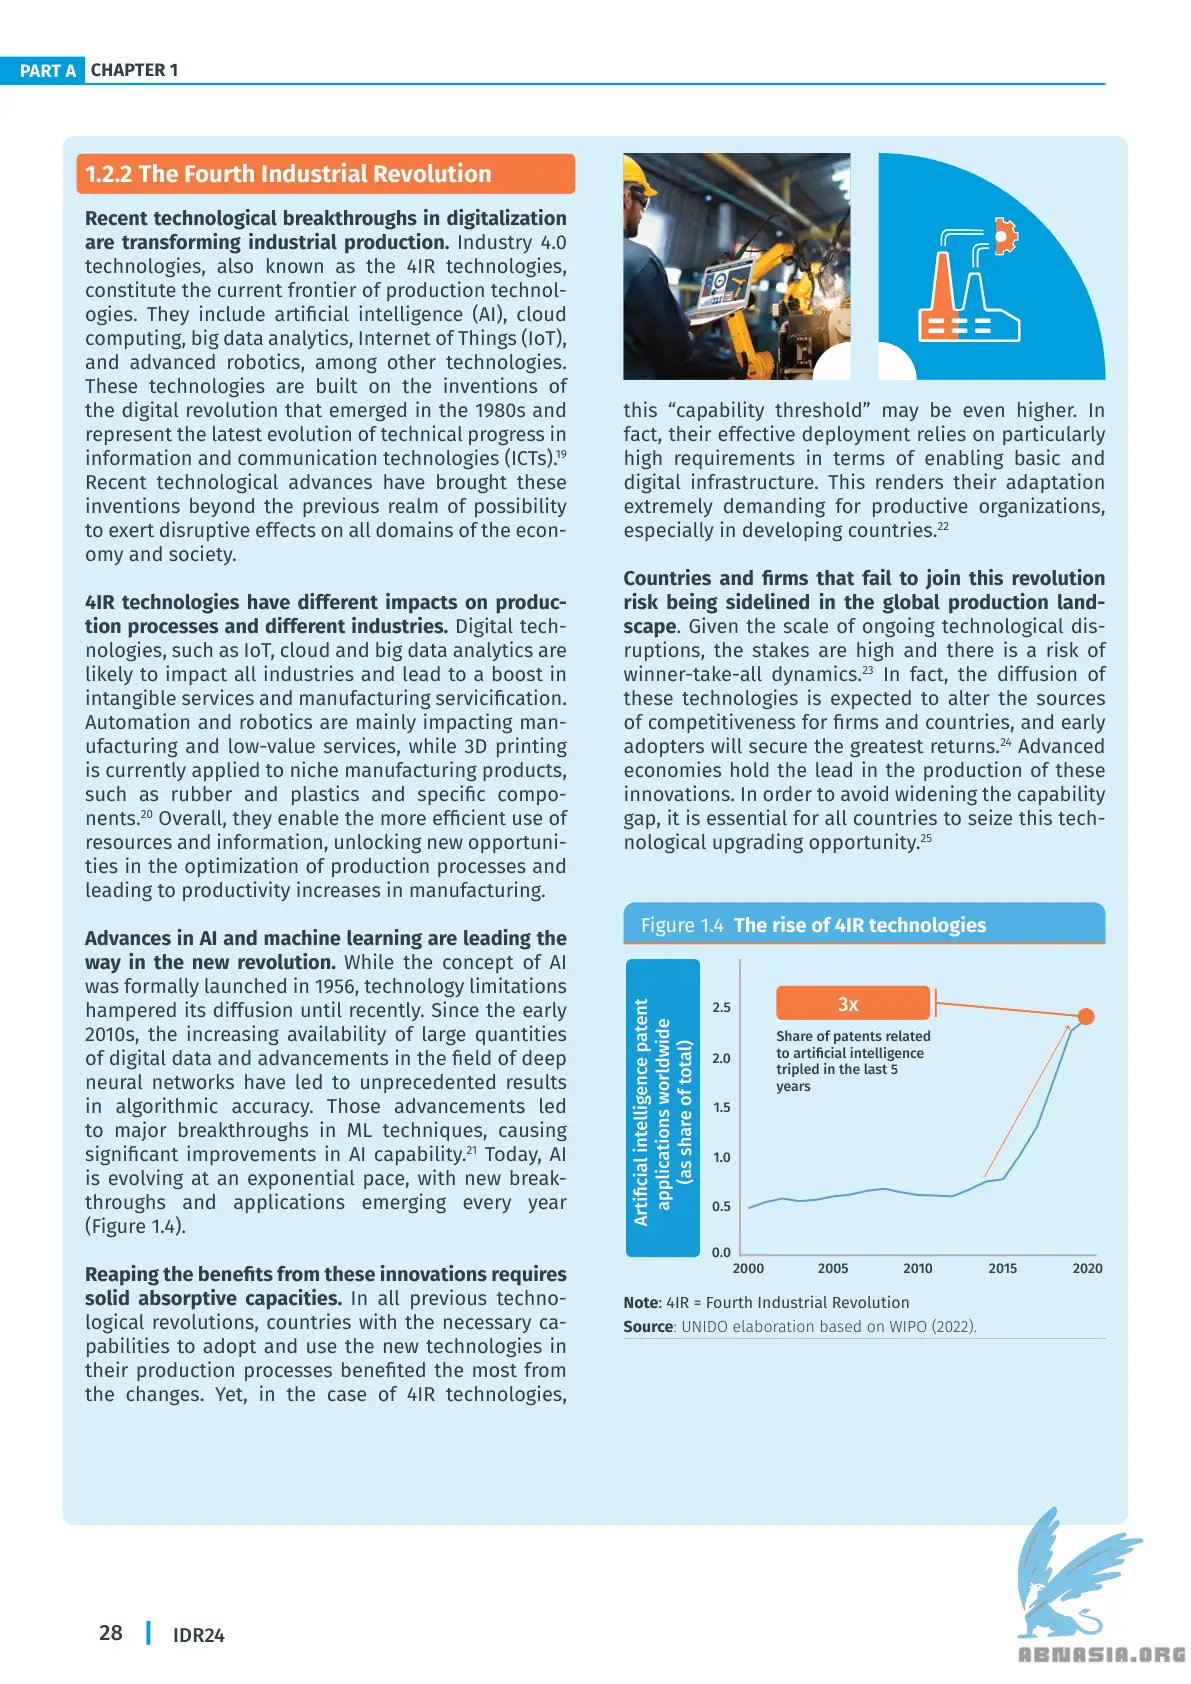 PART A CHAPTER 1
1.2.2 The Fourth Industrial Revolution
Recent technological breakthroughs in digitalization
are transforming industrial production. Industry 4.0
technologies, also known as the 4IR technologies,
constitute the current frontier of production technol-
ogies. They include artificial intelligence (AI), cloud
computing, big data analytics, Internet of Things (IoT),
and advanced robotics, among other technologies.
These technologies are built on the inventions of
the digital revolution that emerged in the 1980s and
represent the latest evolution of technical progress in
information and communication technologies (ICTs).19
Recent technological advances have brought these
inventions beyond the previous realm of possibility
to exert disruptive effects on all domains of the econ-
omy and society.
4IR technologies have different impacts on produc-
tion processes and different industries. Digital tech-
nologies, such as IoT, cloud and big data analytics are
likely to impact all industries and lead to a boost in
intangible services and manufacturing servicification.
Automation and robotics are mainly impacting man-
ufacturing and low-value services, while 3D printing
is currently applied to niche manufacturing products,
such as rubber and plastics and specific compo-
nents.20 Overall, they enable the more efficient use of
resources and information, unlocking new opportuni-
ties in the optimization of production processes and
leading to productivity increases in manufacturing.
Advances in AI and machine learning are leading the
way in the new revolution. While the concept of AI
was formally launched in 1956, technology limitations
hampered its diffusion until recently. Since the early
2010s, the increasing availability of large quantities
of digital data and advancements in the field of deep
neural networks have led to unprecedented results
in algorithmic accuracy. Those advancements led
to major breakthroughs in ML techniques, causing
significant improvements in AI capability.21 Today, AI
is evolving at an exponential pace, with new break-
throughs and applications emerging every year
(Figure 1.4).
Reaping the benefits from these innovations requires
solid absorptive capacities. In all previous techno-
logical revolutions, countries with the necessary ca-
pabilities to adopt and use the new technologies in
their production processes benefited the most from
the changes. Yet, in the case of 4IR technologies,
this “capability threshold” may be even higher. In
fact, their effective deployment relies on particularly
high requirements in terms of enabling basic and
digital infrastructure. This renders their adaptation
extremely demanding for productive organizations,
especially in developing countries.22
Countries and firms that fail to join this revolution
risk being sidelined in the global production land-
scape. Given the scale of ongoing technological dis-
ruptions, the stakes are high and there is a risk of
winner-take-all dynamics.23 In fact, the diffusion of
these technologies is expected to alter the sources
of competitiveness for firms and countries, and early
adopters will secure the greatest returns.24 Advanced
economies hold the lead in the production of these
innovations. In order to avoid widening the capability
gap, it is essential for all countries to seize this tech-
nological upgrading opportunity.25
Figure 1.4 The rise of 4IR technologies
Artificial intelligence patent
applications worldwide
(as share of total)
2.5
2.0
1.5
1.0
0.5
0.0
3x
Share of patents related
to artificial intelligence
tripled in the last 5
years
2000 2005 2010 2015 2020
Note: 4IR = Fourth Industrial Revolution
Source: UNIDO elaboration based on WIPO (2022).
28 IDR24
ABNASIA.ORG